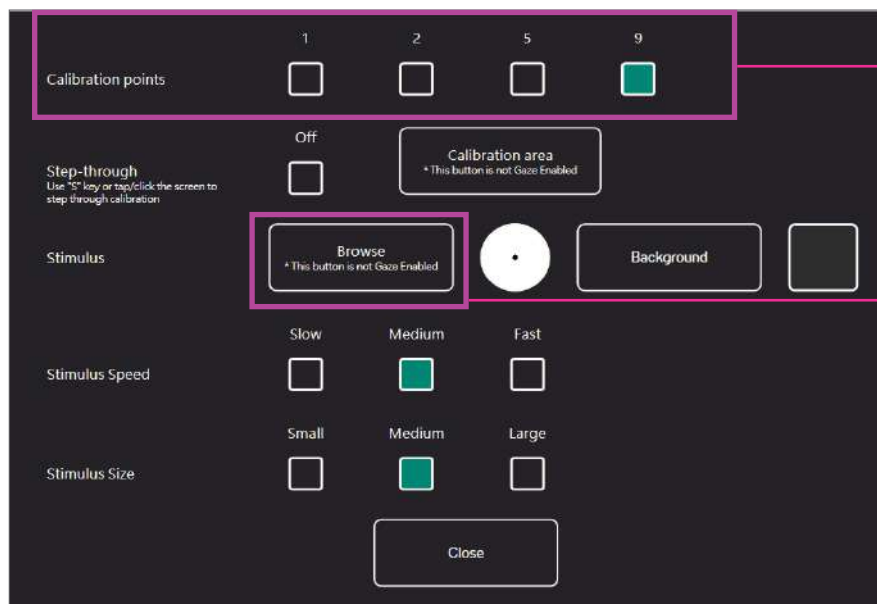 1 2 5 9
Calibration points
Off
Step-through
Use "S" key or tap/click the screen to
step through calibration
Calibration area
* This button is not Gaze Enabled
Stimulus
Browse
* This button is not Gaze Enabled
Background
Slow Medium Fast
Stimulus Speed
Small Medium Large
Stimulus Size
Close